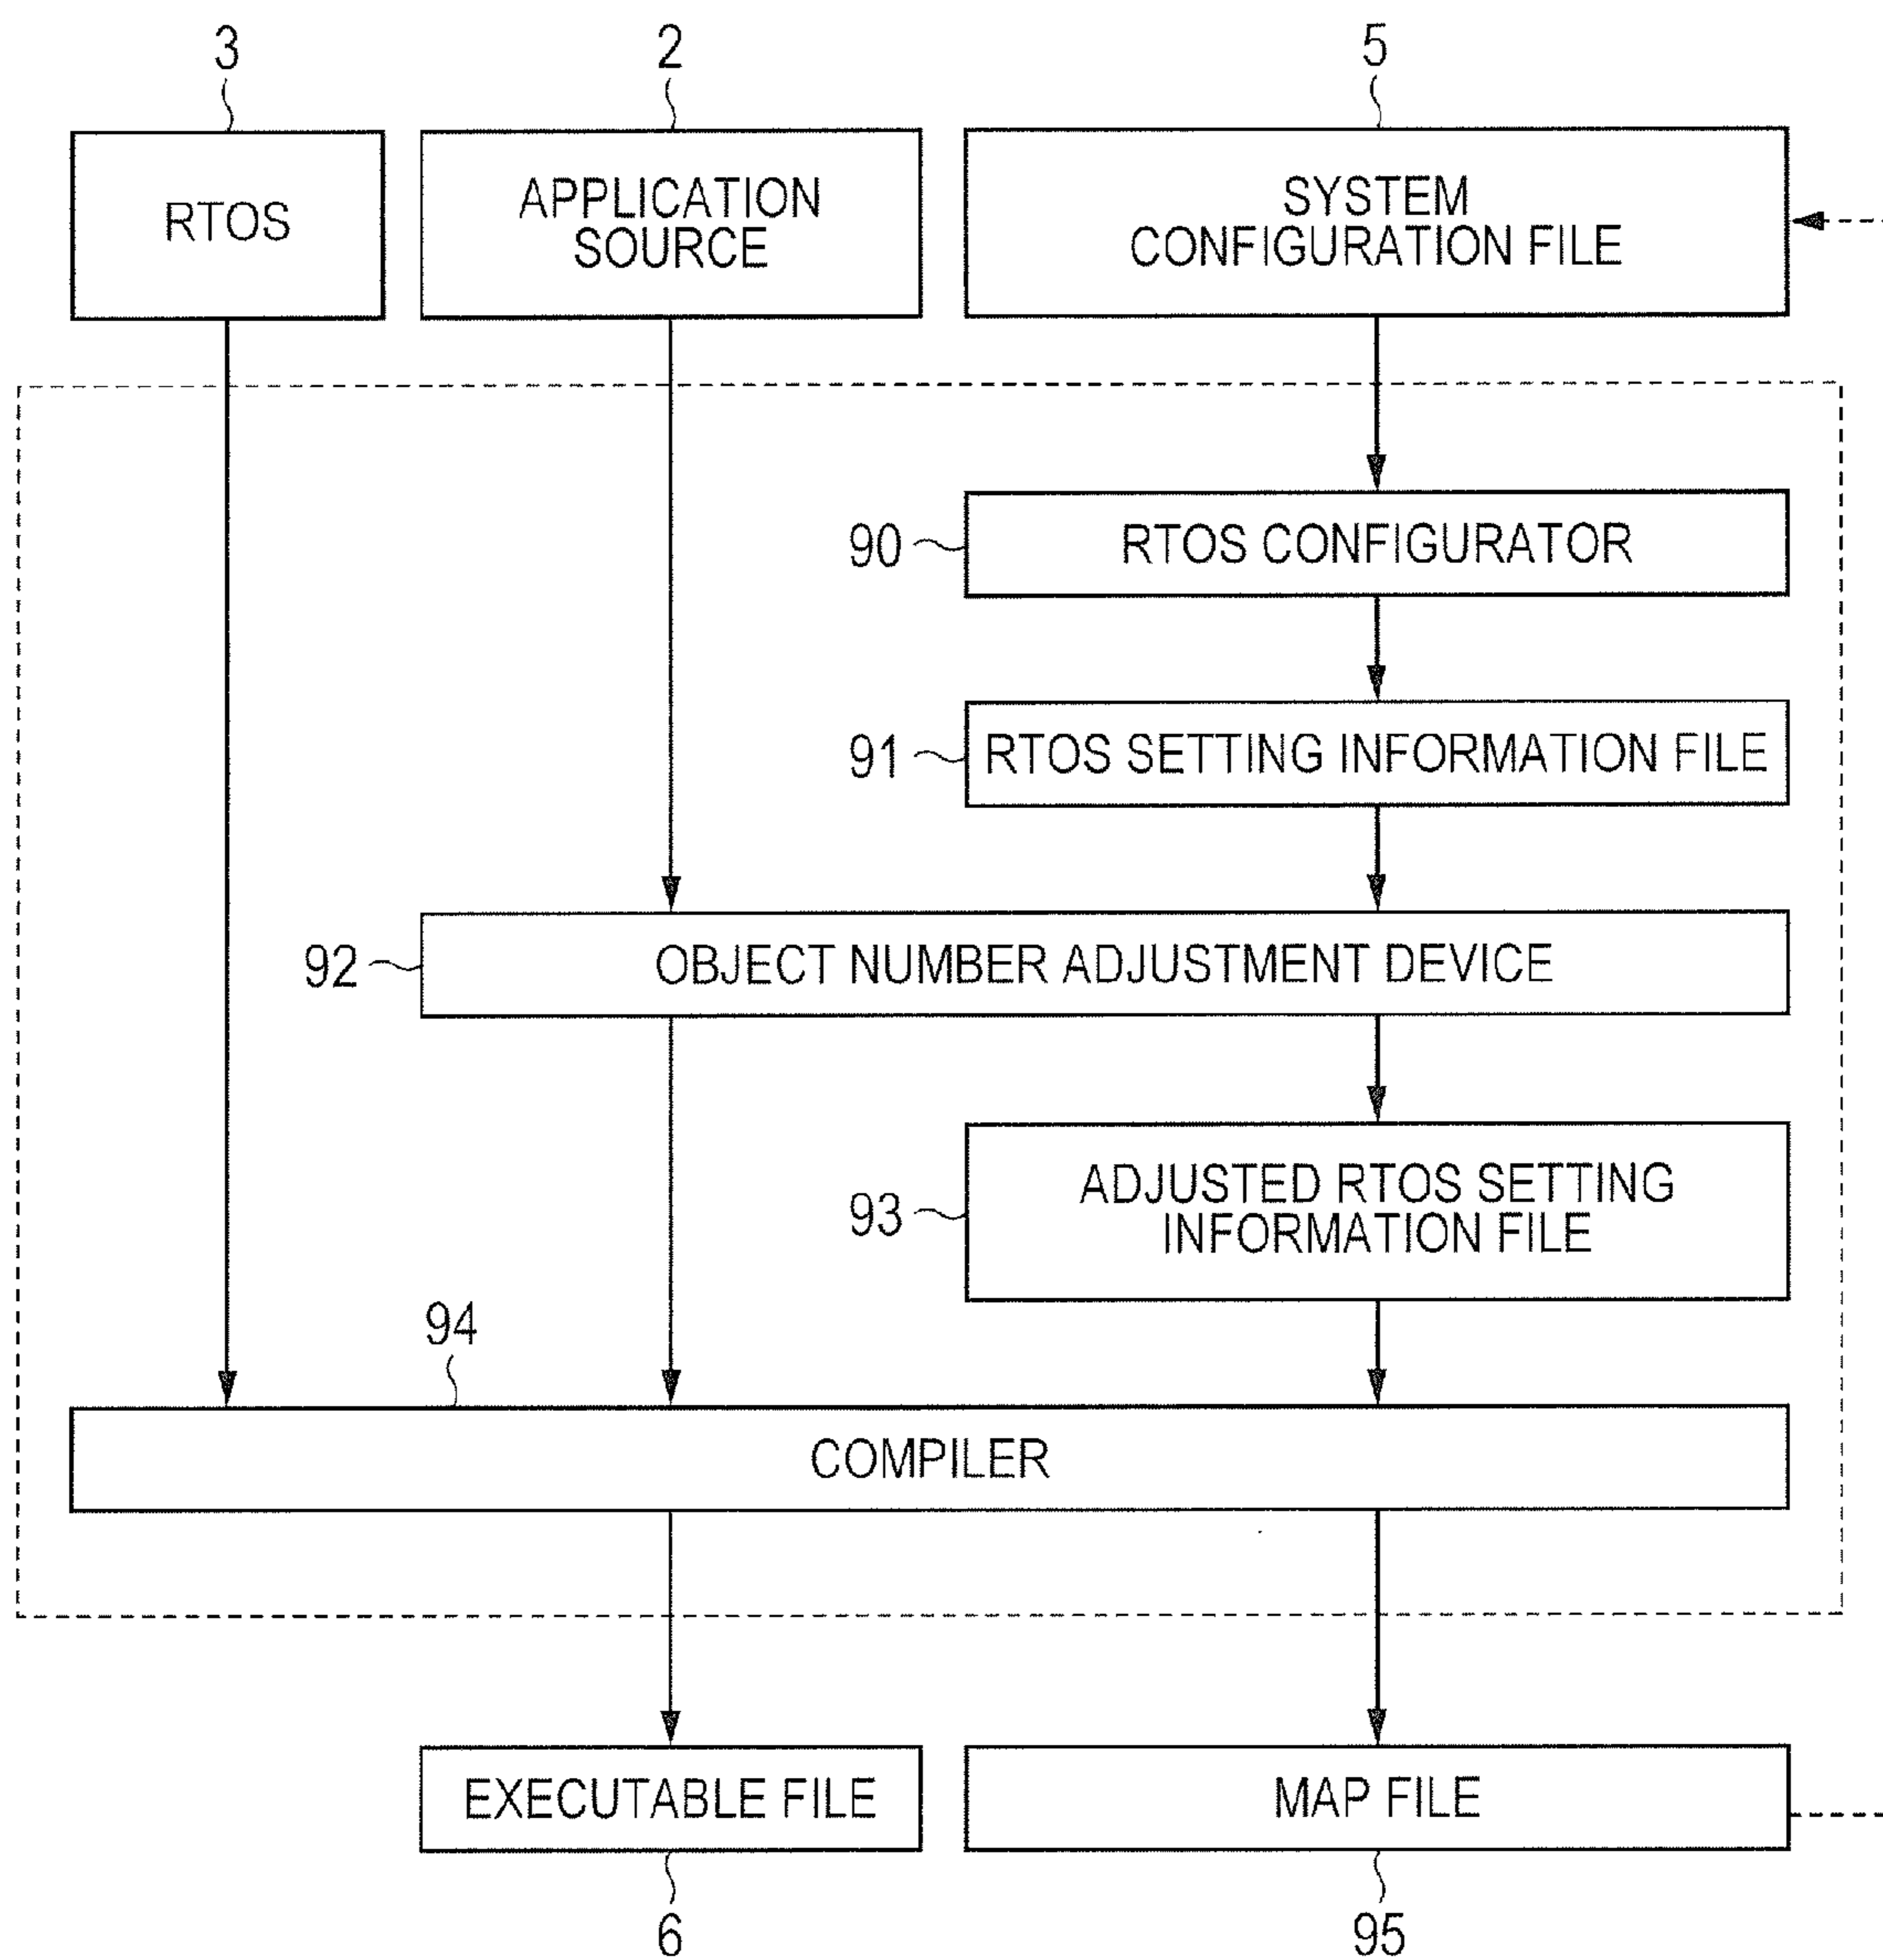 3
2
5
RTOS
APPLICATION
SOURCE
SYSTEM
CONFIGURATION FILE
90
RTOS CONFIGURATOR
91
RTOS SETTING INFORMATION FILE
92
OBJECT NUMBER ADJUSTMENT DEVICE
93
ADJUSTED RTOS SETTING
INFORMATION FILE
94
COMPILER
EXECUTABLE FILE
MAP FILE
6
95